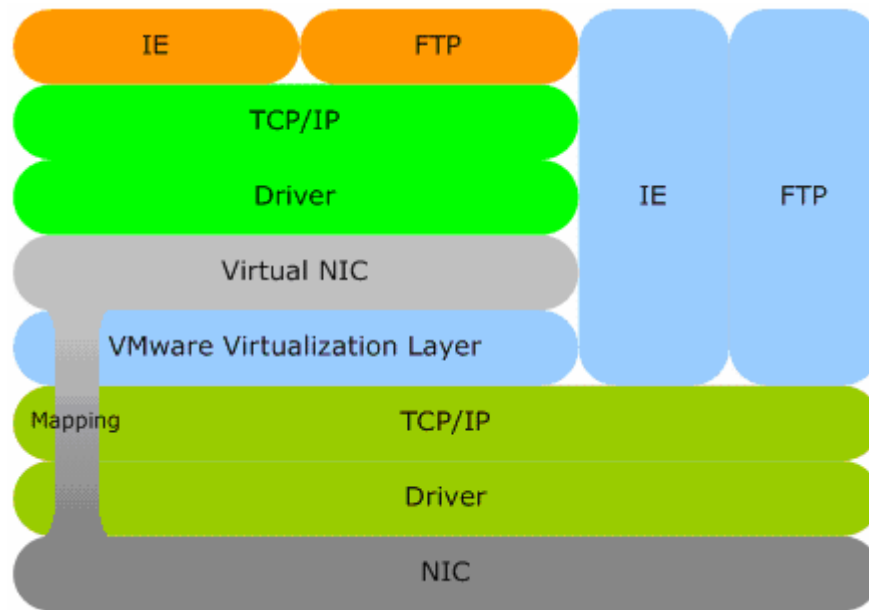 IE
FTP
TCP/IP
Driver
IE
FTP
Virtual NIC
VMware Virtualization Layer
Mapping
TCP/IP
Driver
NIC